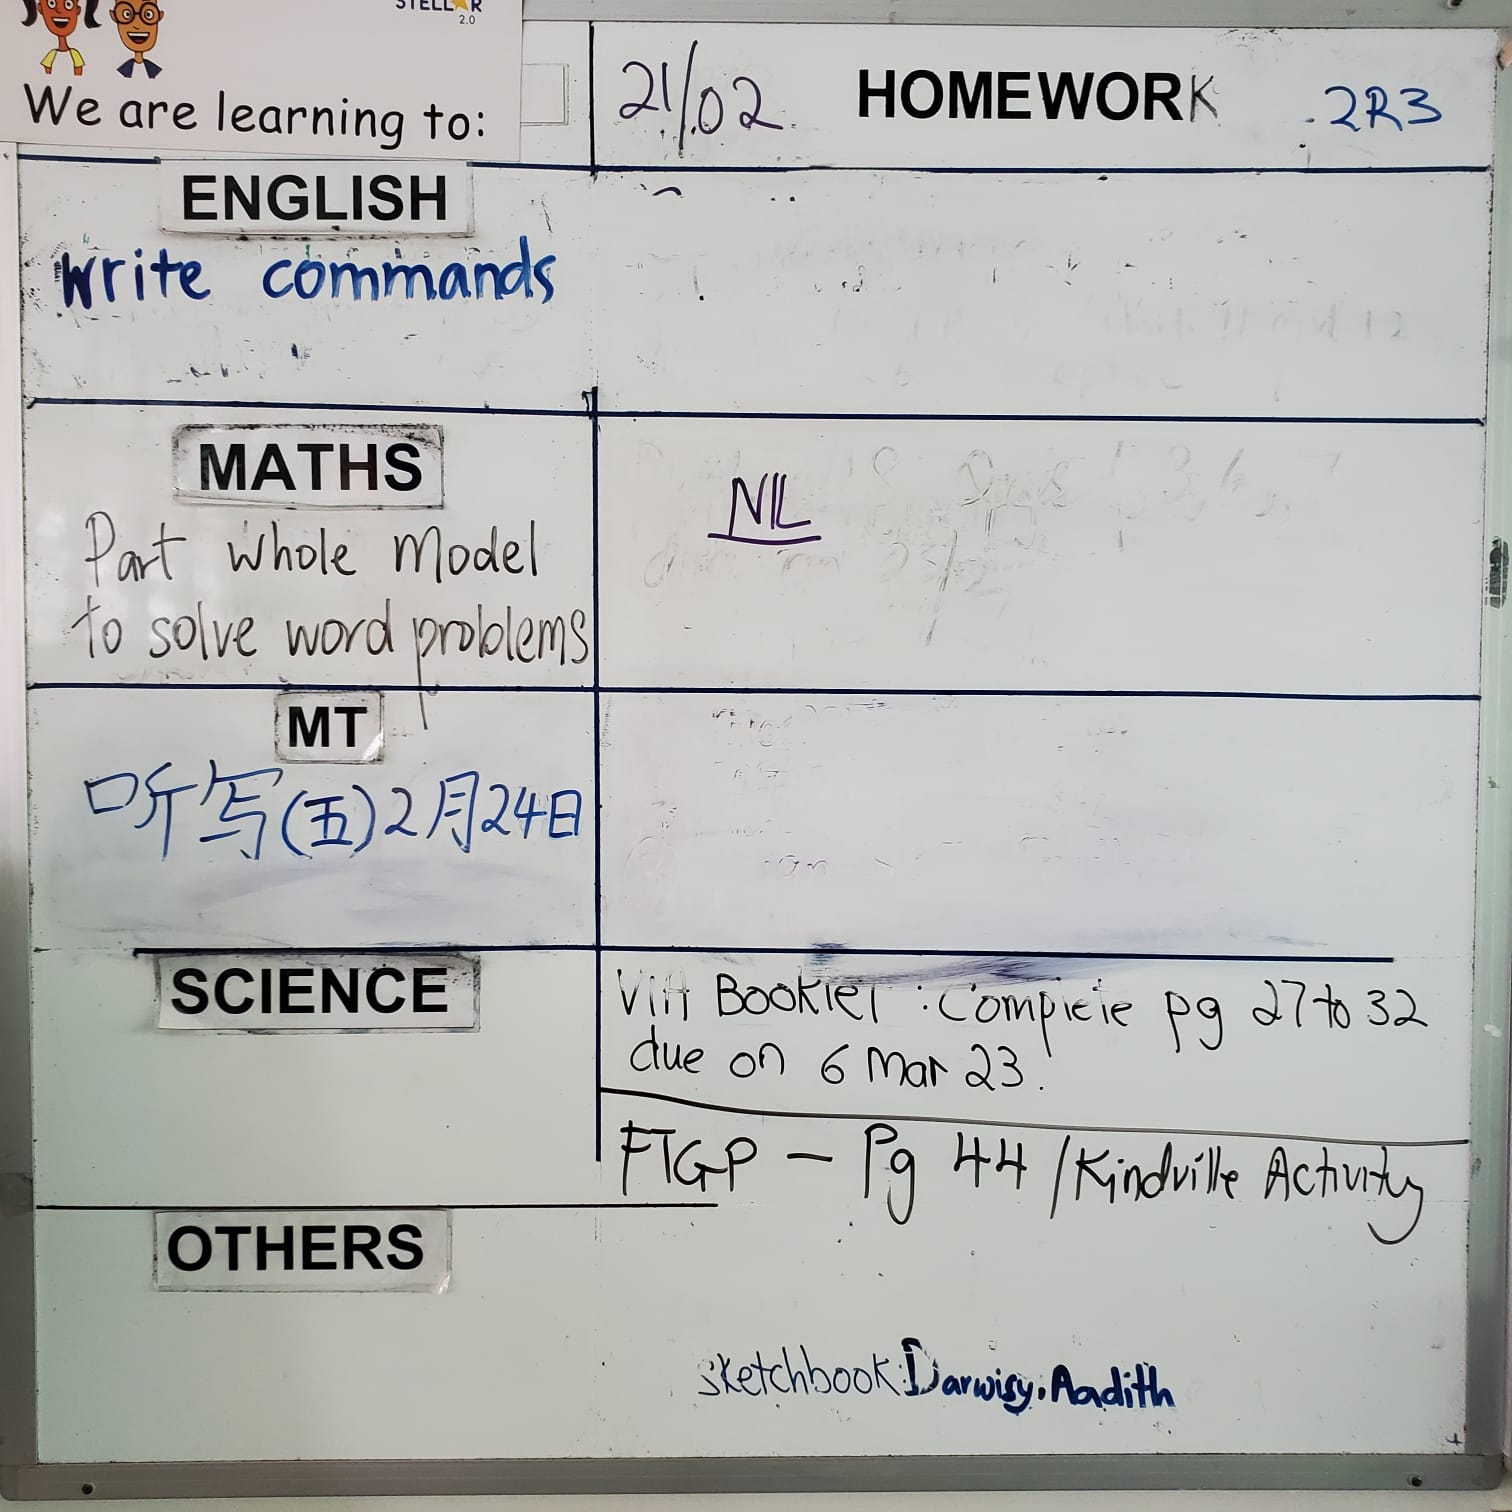 STELLAR
2.0
We are learning to:
21/02 HOMEWORK 2R3
ENGLISH
Write commands
MATHS
Part whole Model
to solve word problems
NIL
MT
听写(五)2月24日
SCIENCE
VIA Booklet : Complete pg 27 to 32
due on 6 Mar 23.
FTGP - Pg 44 / Kindville Activity
OTHERS
sketchbook: Darwisy. Aadith